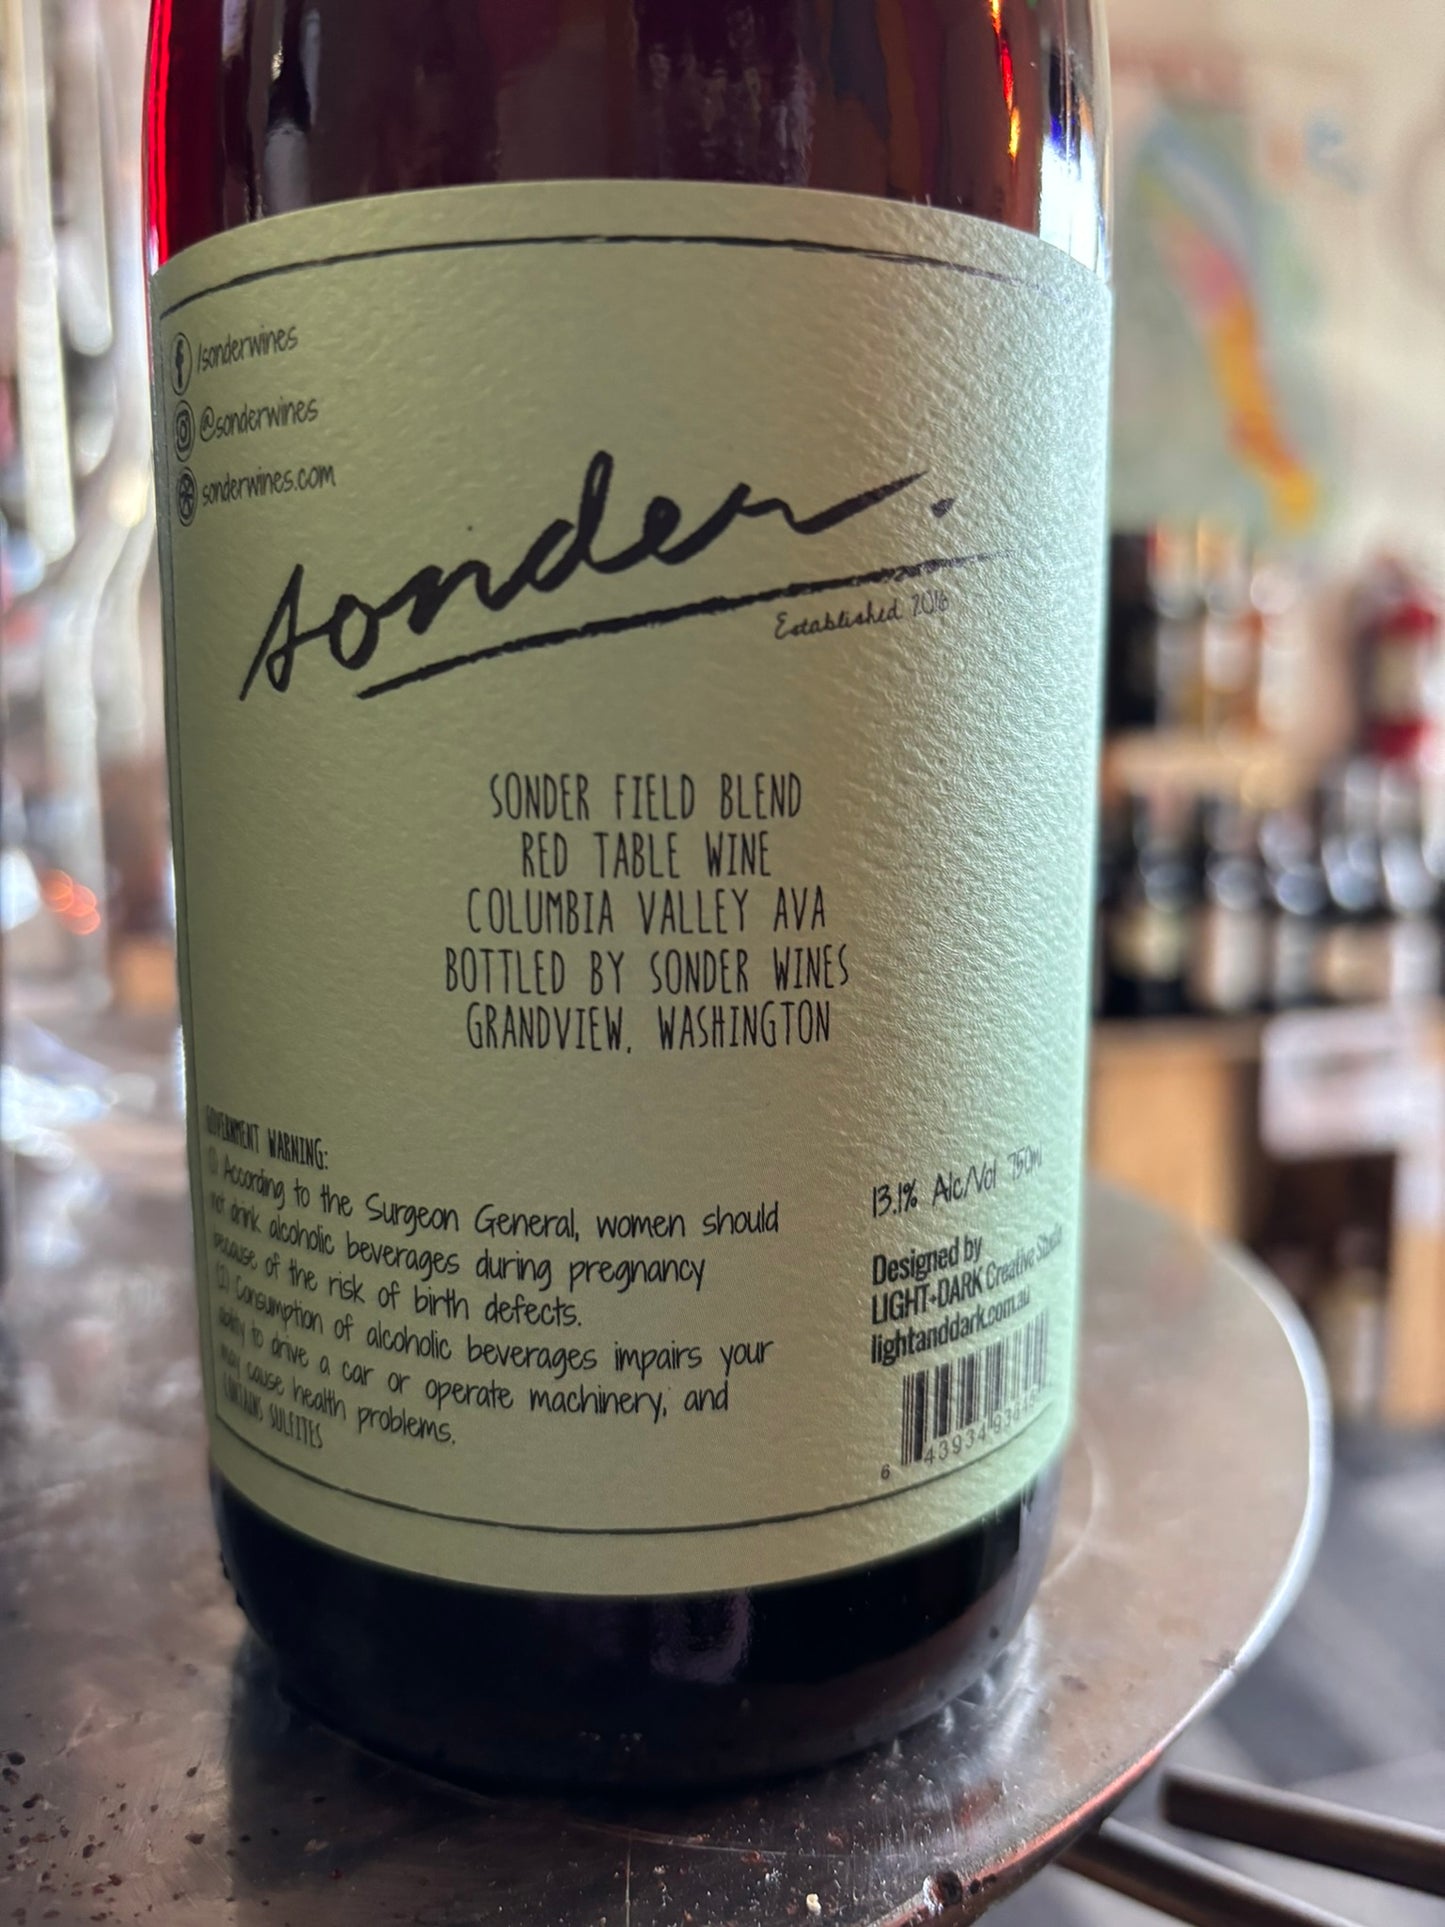 /sonderwines
@sonderwines
sonderwines.com
sonder.
Established 2016
SONDER FIELD BLEND
RED TABLE WINE
COLUMBIA VALLEY AVA
BOTTLED BY SONDER WINES
GRANDVIEW, WASHINGTON
GOVERNMENT WARNING:
(1) According to the Surgeon General, women should
not drink alcoholic beverages during pregnancy
because of the risk of birth defects.
(2) Consumption of alcoholic beverages impairs your
ability to drive a car or operate machinery, and
may cause health problems.
CONTAINS SULFITES
13.1% Alc/Vol 750ml
Designed by
LIGHT+DARK Creative Studio
lightanddark.com.au
6 43934